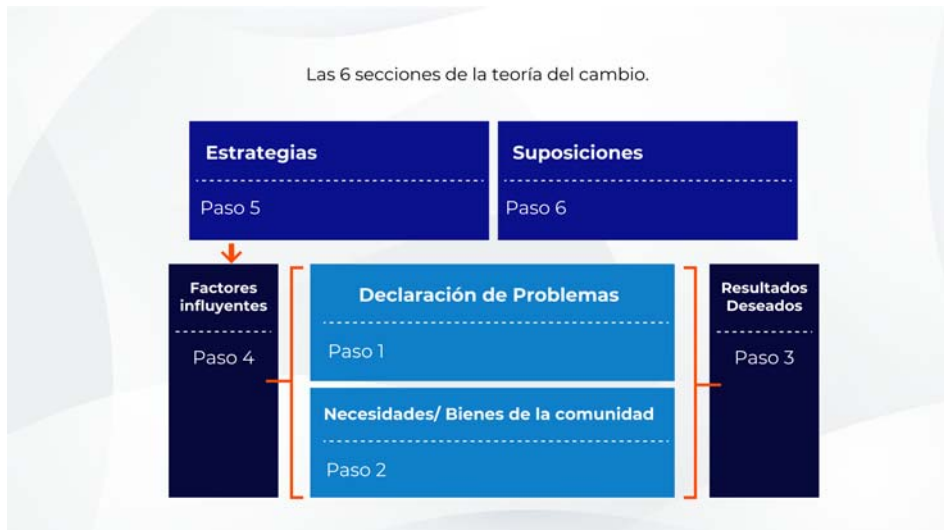 Las 6 secciones de la teoría del cambio.
Estrategias
Paso 5
Suposiciones
Paso 6
Factores
influyentes
Paso 4
Declaración de Problemas
Paso 1
Necesidades/ Bienes de la comunidad
Paso 2
Resultados
Deseados
Paso 3